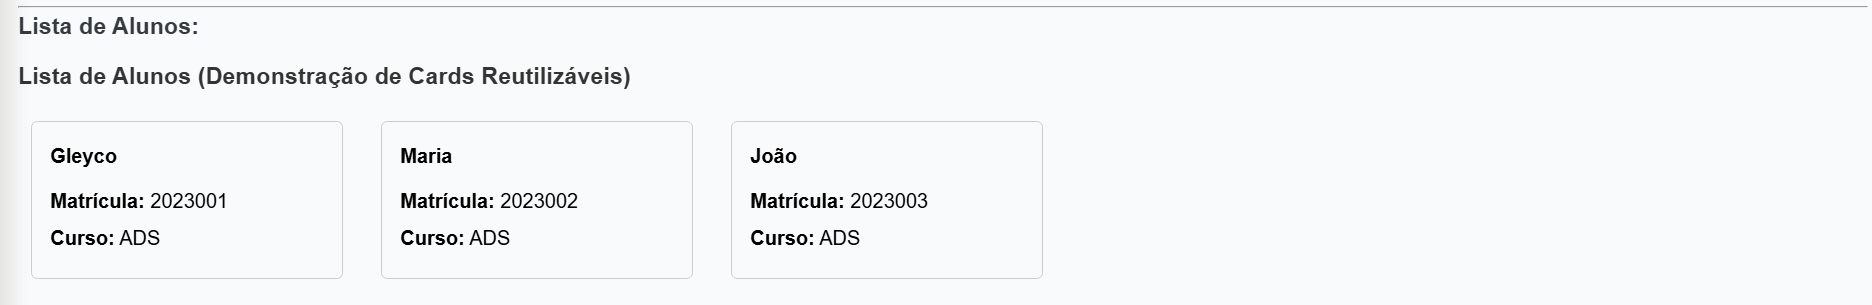 Lista de Alunos:
Lista de Alunos (Demonstração de Cards Reutilizáveis)
Gleyco
Matrícula: 2023001
Curso: ADS
Maria
Matrícula: 2023002
Curso: ADS
João
Matrícula: 2023003
Curso: ADS